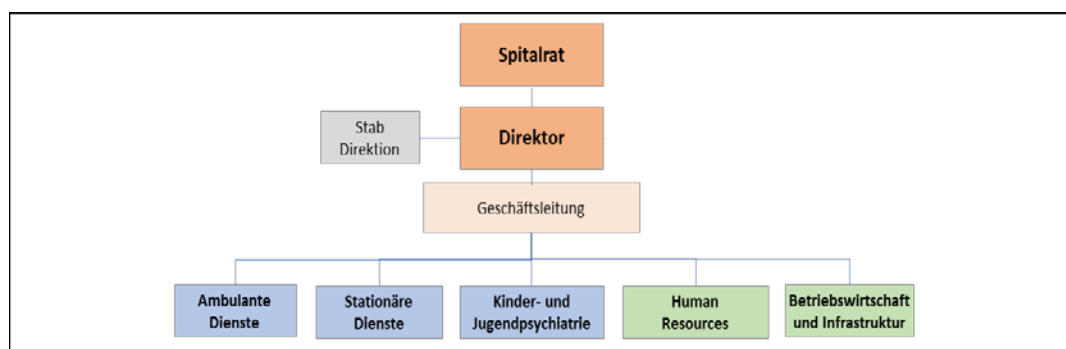 Spitalrat
Stab
Direktion
Direktor
Geschäftsleitung
Ambulante
Dienste
Stationäre
Dienste
Kinder- und
Jugendpsychiatrie
Human
Resources
Betriebswirtschaft
und Infrastruktur